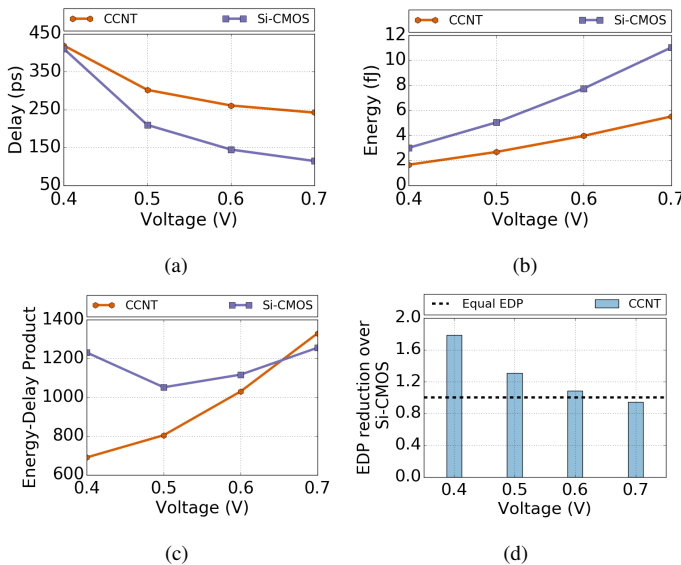 CCNT Si-CMOS
450
350
250
150
50
Delay (ps)
0.4 0.5 0.6 0.7
Voltage (V)
(a)
CCNT Si-CMOS
12
10
8
6
4
2
0
Energy (fJ)
0.4 0.5 0.6 0.7
Voltage (V)
(b)
CCNT Si-CMOS
1400
1200
1000
800
600
Energy-Delay Product
0.4 0.5 0.6 0.7
Voltage (V)
(c)
Equal EDP CCNT
2.0
1.6
1.2
0.8
0.4
0.0
EDP reduction over
Si-CMOS
0.4 0.5 0.6 0.7
Voltage (V)
(d)